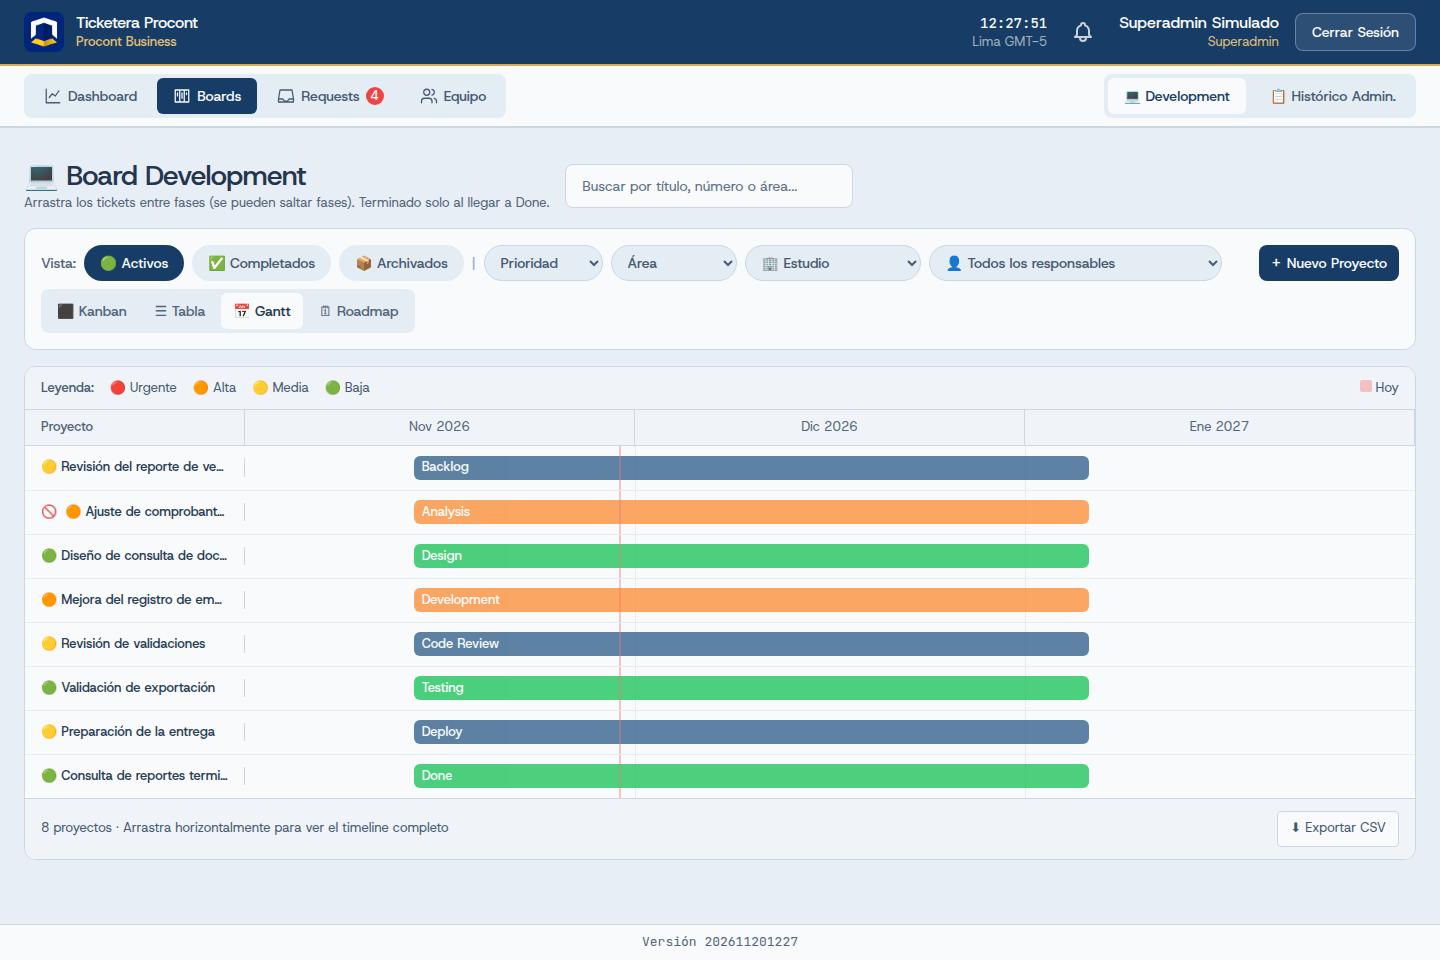 Ticketera Procont
Procont Business
12:27:51
Lima GMT-5
Superadmin Simulado
Superadmin
Cerrar Sesión
Dashboard
Boards
Requests 4
Equipo
Development
Histórico Admin.
Board Development
Arrastra los tickets entre fases (se pueden saltar fases). Terminado solo al llegar a Done.
Buscar por título, número o área...
Vista:
Activos
Completados
Archivados
|
Prioridad
Área
Estudio
Todos los responsables
+ Nuevo Proyecto
Kanban
Tabla
Gantt
Roadmap
Leyenda:
Urgente
Alta
Media
Baja
Hoy
Proyecto
Nov 2026
Dic 2026
Ene 2027
Revisión del reporte de ve...
Backlog
Ajuste de comprobant...
Analysis
Diseño de consulta de doc...
Design
Mejora del registro de em...
Development
Revisión de validaciones
Code Review
Validación de exportación
Testing
Preparación de la entrega
Deploy
Consulta de reportes termi...
Done
8 proyectos · Arrastra horizontalmente para ver el timeline completo
⬇ Exportar CSV
Versión 202611201227